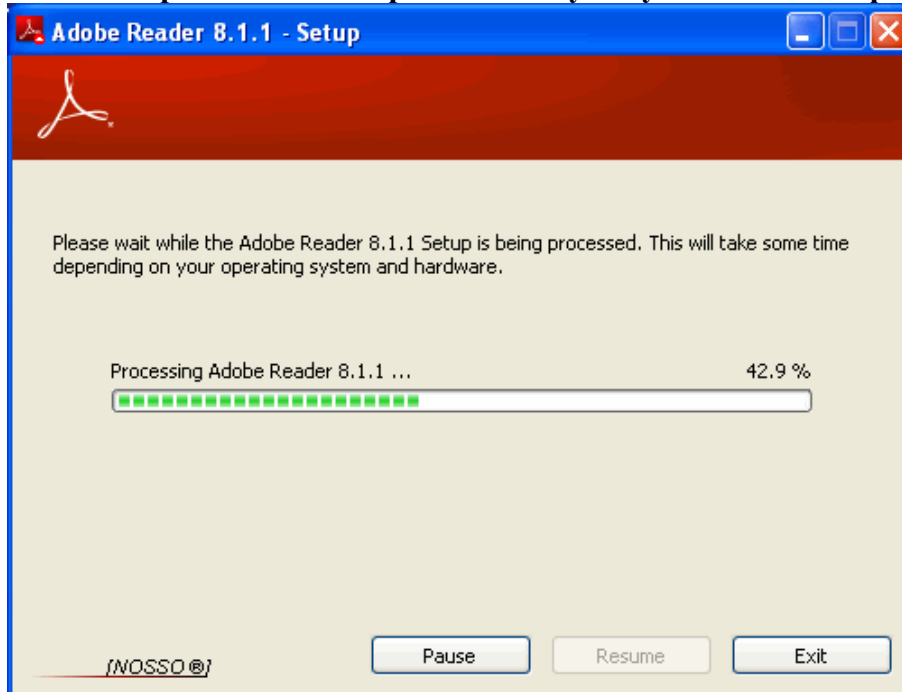 Adobe Reader 8.1.1 - Setup
Please wait while the Adobe Reader 8.1.1 Setup is being processed. This will take some time
depending on your operating system and hardware.
Processing Adobe Reader 8.1.1 ... 42.9 %
[NOSSO®] Pause Resume Exit